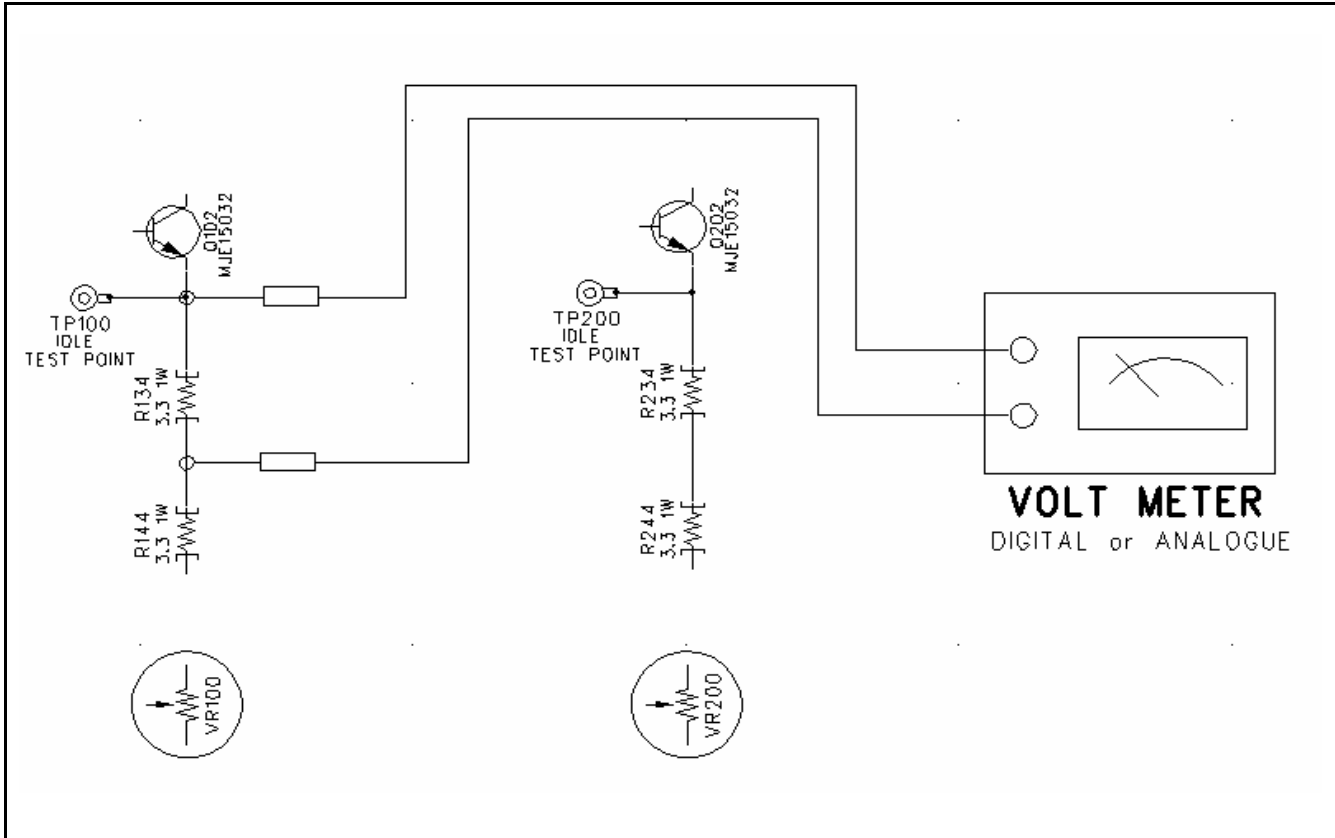 Q102
MJE15032
TP100
IDLE
TEST POINT
R134
3.3 1W
R144
3.3 1W
VR100
Q202
MJE15032
TP200
IDLE
TEST POINT
R234
3.3 1W
R244
3.3 1W
VR200
VOLT METER
DIGITAL or ANALOGUE